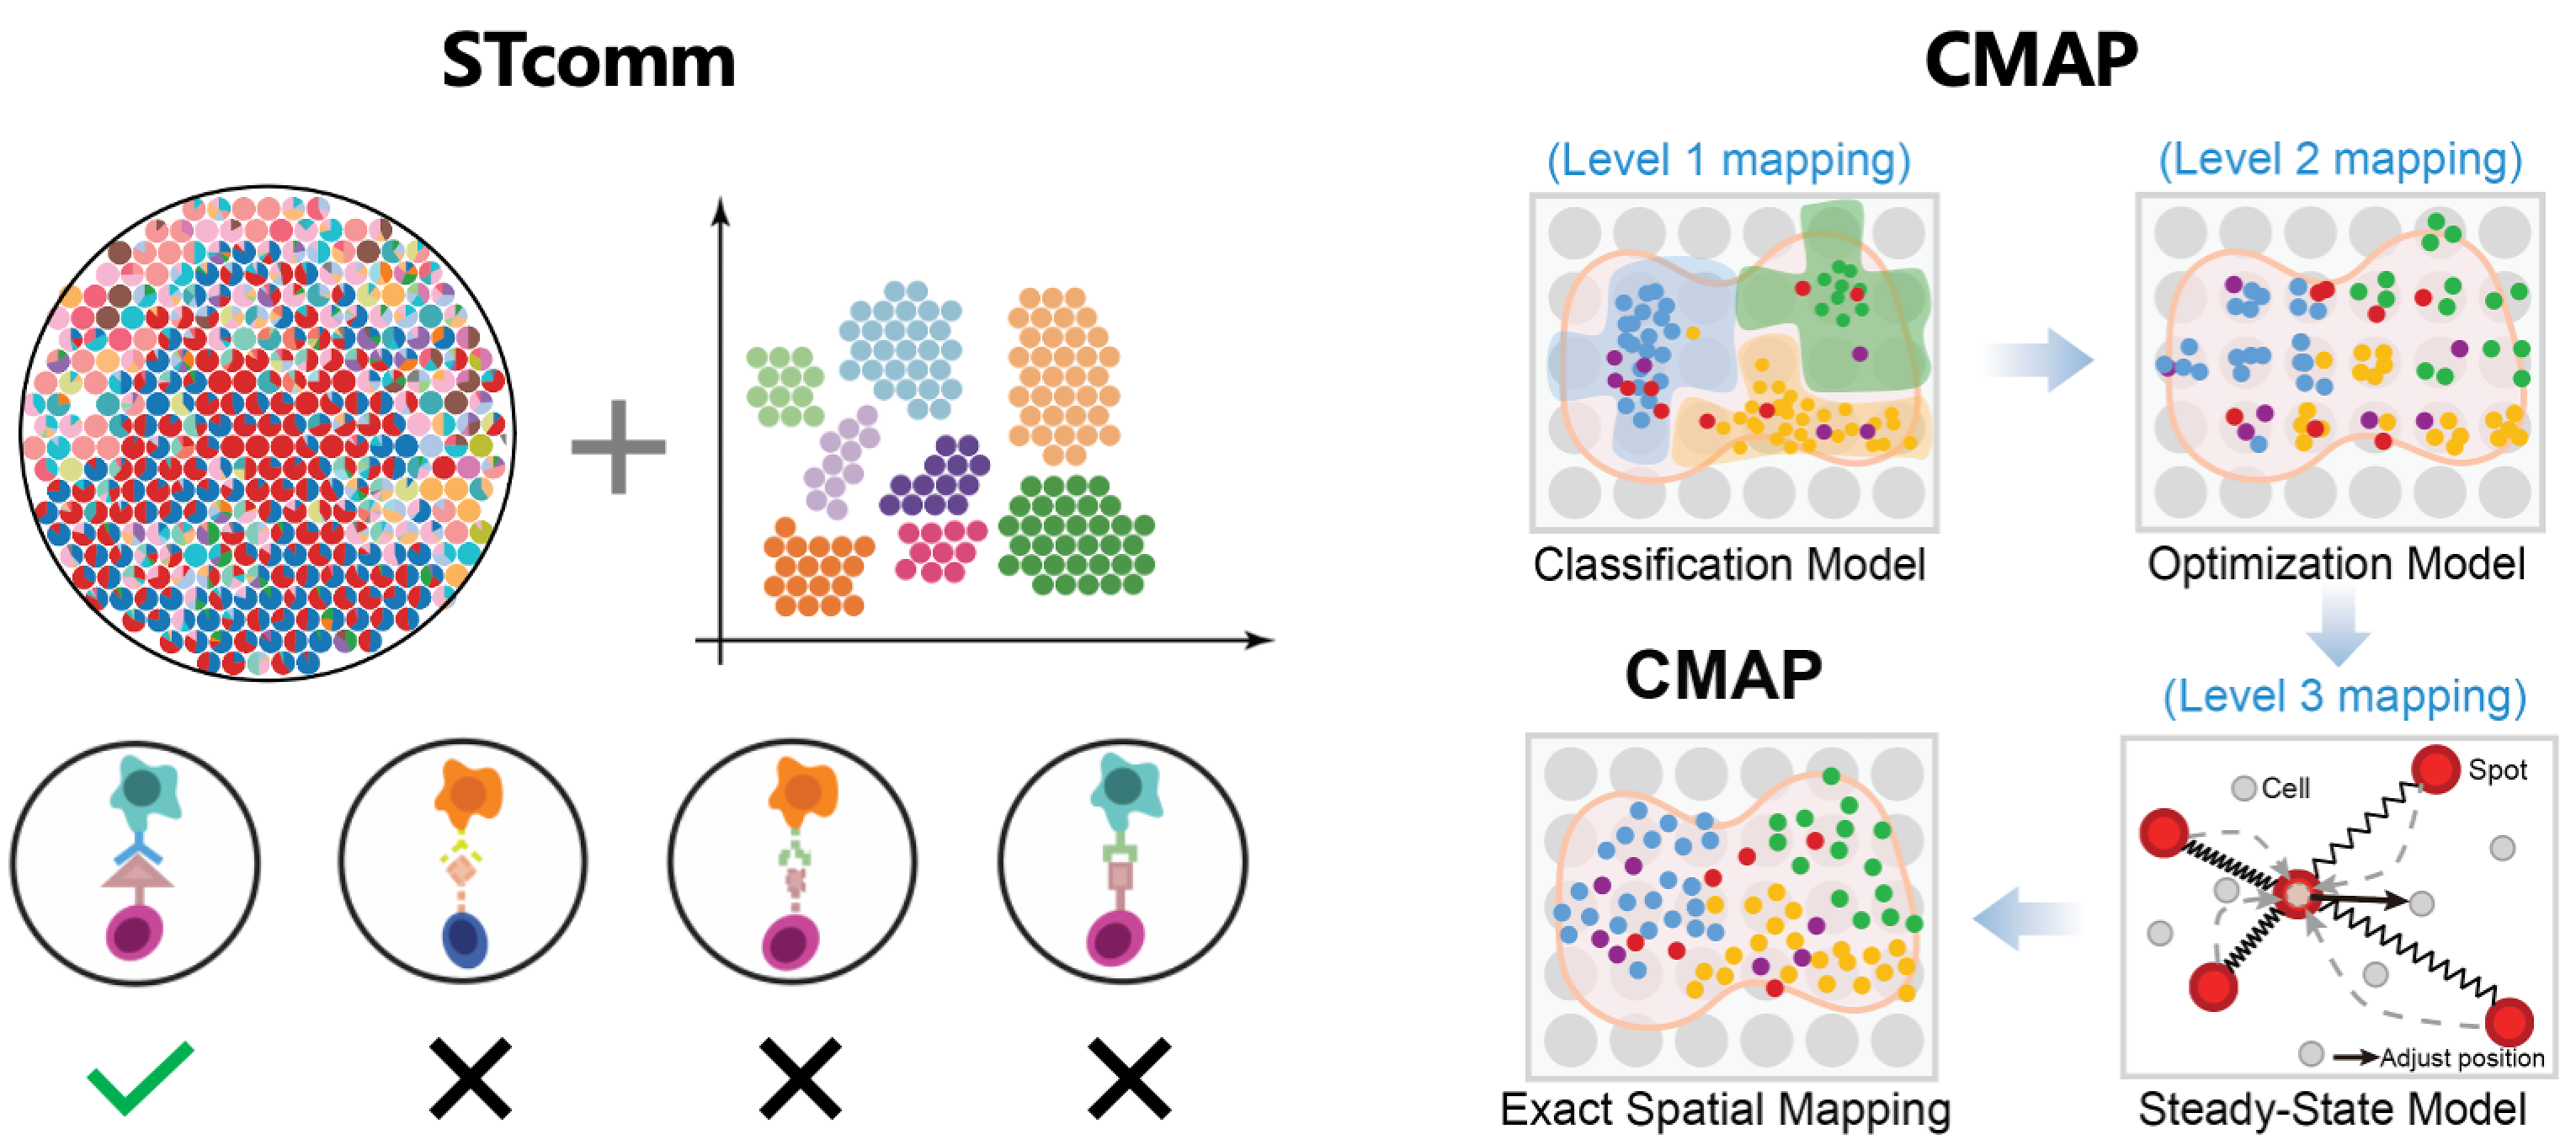 STcomm
CMAP
(Level 1 mapping)
(Level 2 mapping)
Classification Model
Optimization Model
CMAP
(Level 3 mapping)
Cell
Spot
Adjust position
Exact Spatial Mapping
Steady-State Model